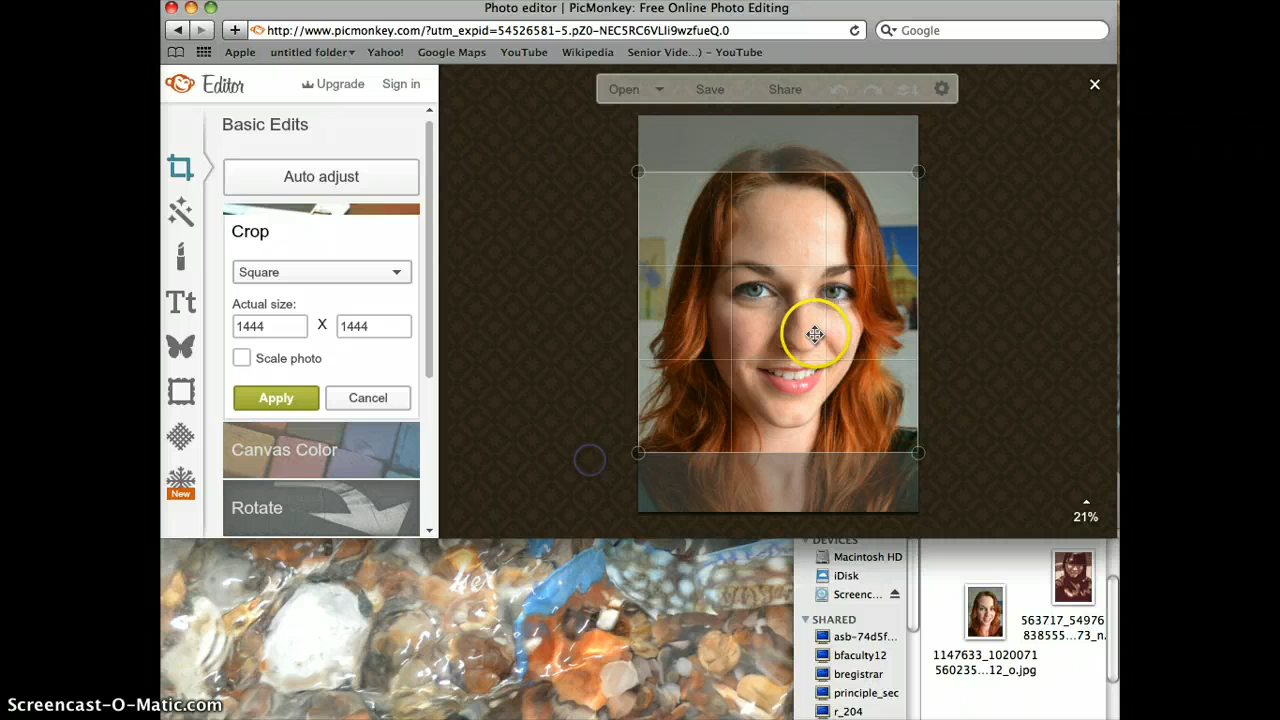 Photo editor | PicMonkey: Free Online Photo Editing
http://www.picmonkey.com/?utm_expid=54526581-5.pZ0-NEC5RC6VLIi9wzfueQ.0
Google
Apple untitled folder Yahoo! Google Maps YouTube Wikipedia Senior Vide...) – YouTube
Editor Upgrade Sign in
Open Save Share
Basic Edits
Auto adjust
Crop
Square
Actual size:
1444 X 1444
Scale photo
Apply Cancel
Canvas Color
New
Rotate
21%
DEVICES
Macintosh HD
iDisk
Screenc...
SHARED
asb-74d5f...
bfaculty12
bregistrar
principle_sec
r_204
563717_54976
838555...73_n.
1147633_1020071
560235...12_o.jpg
Screencast-O-Matic.com